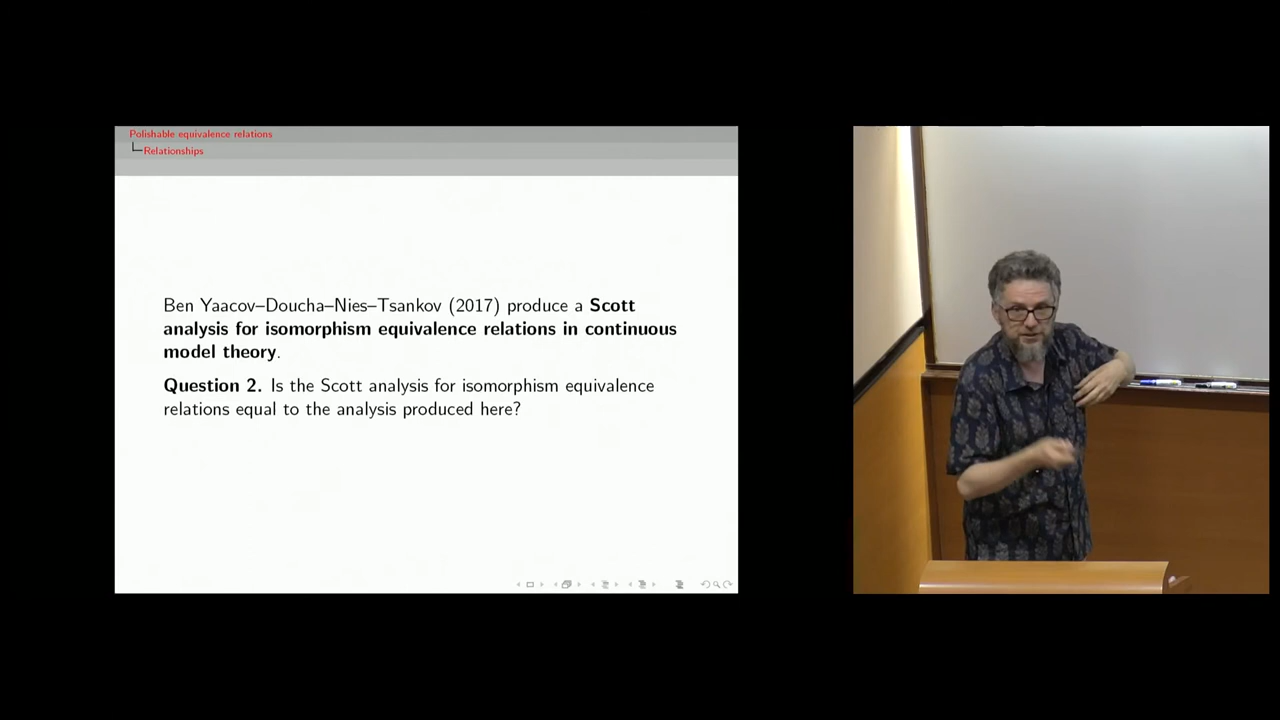 Polishable equivalence relations
Relationships
Ben Yaacov–Doucha–Nies–Tsankov (2017) produce a Scott
analysis for isomorphism equivalence relations in continuous
model theory.
Question 2. Is the Scott analysis for isomorphism equivalence
relations equal to the analysis produced here?